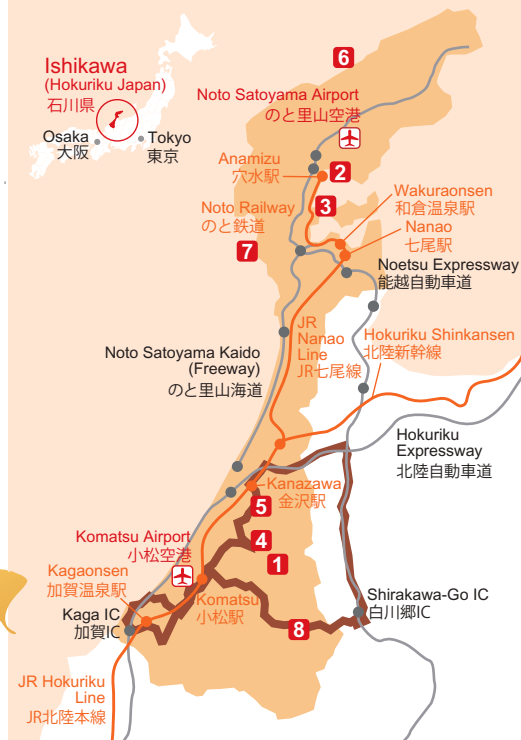 6
Ishikawa
(Hokuriku Japan)
石川県
Osaka
大阪
Tokyo
東京
Noto Satoyama Airport
のと里山空港
Anamizu
穴水駅
2
Noto Railway
のと鉄道
3
Wakuraonsen
和倉温泉駅
Nanao
七尾駅
7
Noetsu Expressway
能越自動車道
JR
Nanao
Line
JR七尾線
Hokuriku Shinkansen
北陸新幹線
Noto Satoyama Kaido
(Freeway)
のと里山海道
Hokuriku
Expressway
北陸自動車道
Kanazawa
金沢駅
5
Komatsu Airport
小松空港
4
1
Kagaonsen
加賀温泉駅
Komatsu
小松駅
Shirakawa-Go IC
白川郷IC
Kaga IC
加賀IC
8
JR Hokuriku
Line
JR北陸本線